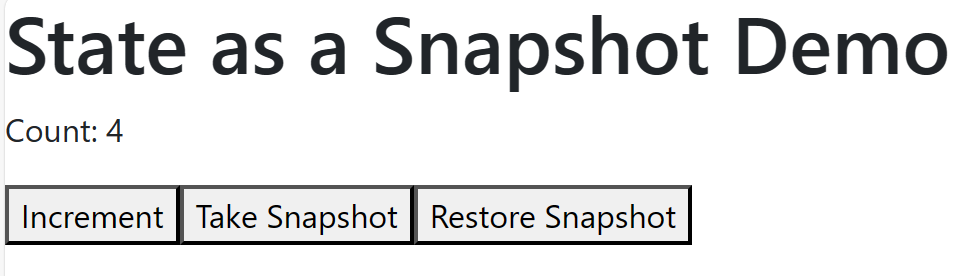 State as a Snapshot Demo
Count: 4
Increment Take Snapshot Restore Snapshot